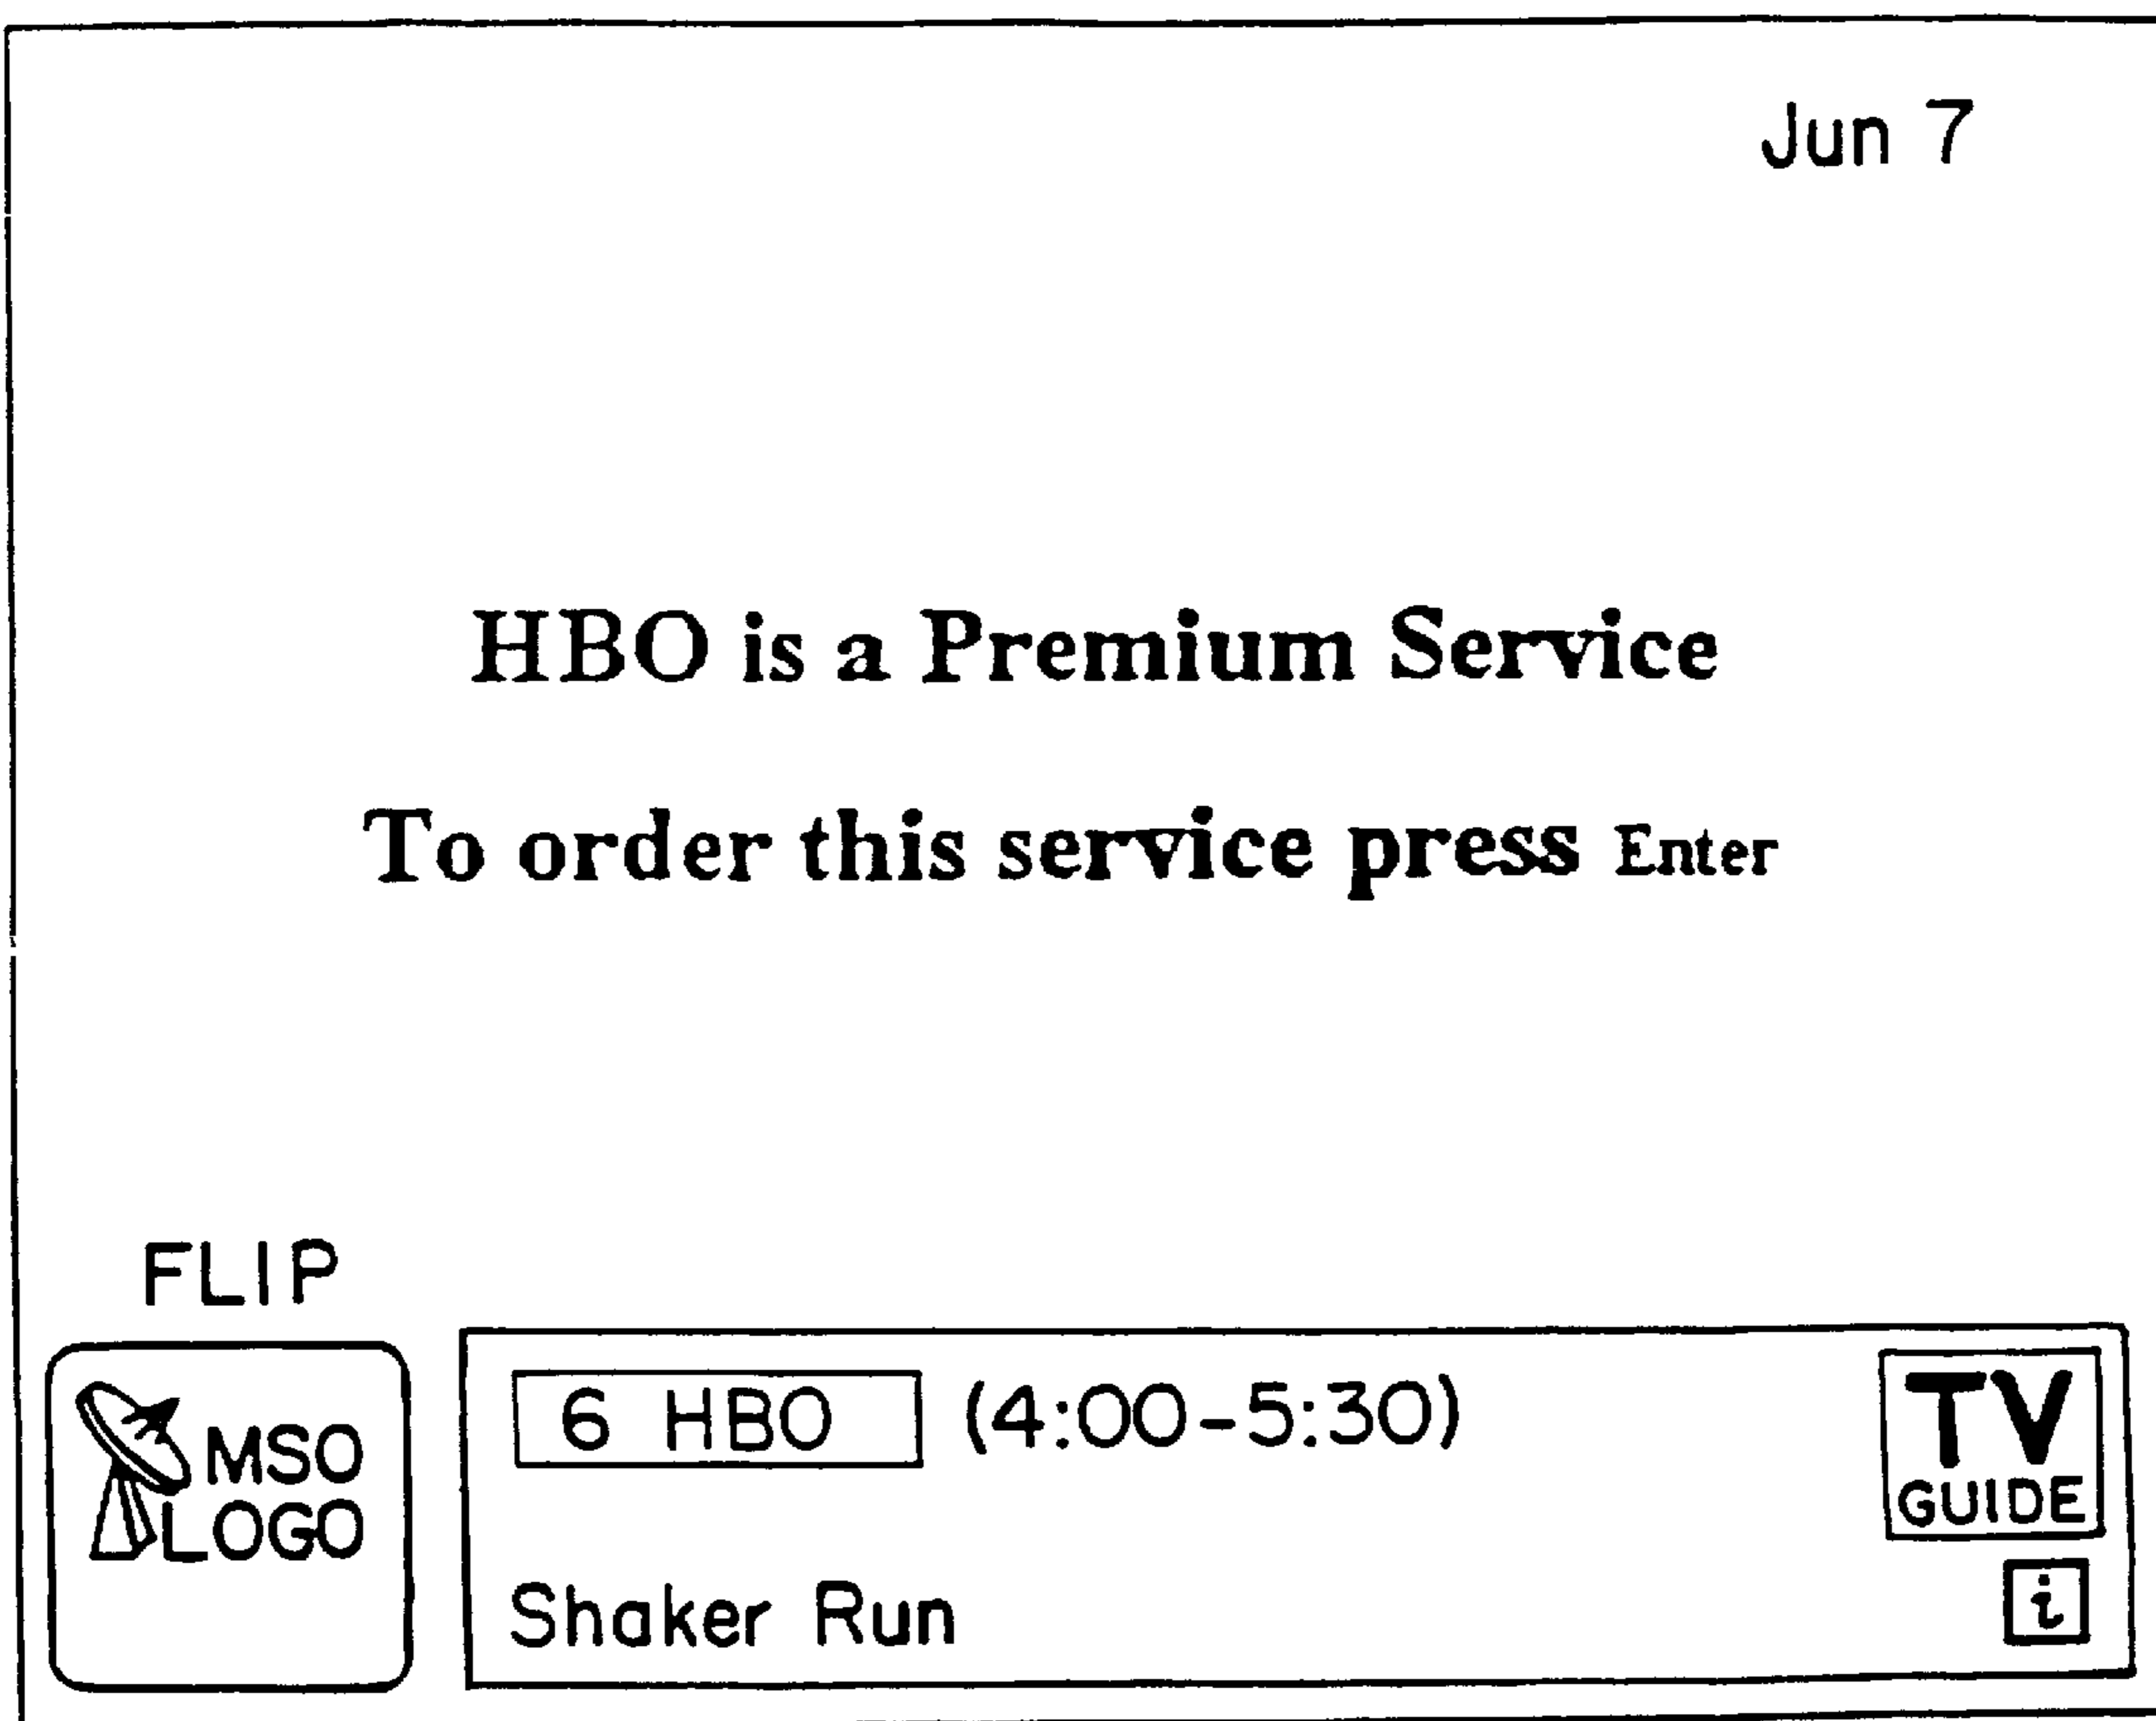 Jun 7
HBO is a Premium Service
To order this service press Enter
FLIP
MSO
LOGO
6 HBO (4:00-5:30)
TV
GUIDE
Shaker Run
i